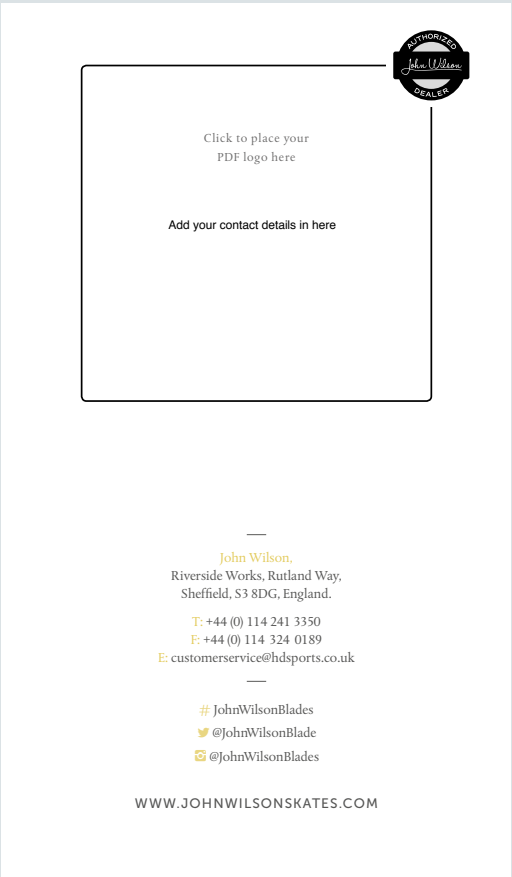 AUTHORIZED
John Wilson
DEALER
Click to place your
PDF logo here
Add your contact details in here
John Wilson,
Riverside Works, Rutland Way,
Sheffield, S3 8DG, England.
T: +44 (0) 114 241 3350
F: +44 (0) 114 324 0189
E: customerservice@hdsports.co.uk
# JohnWilsonBlades
@JohnWilsonBlade
@JohnWilsonBlades
WWW.JOHNWILSONSKATES.COM